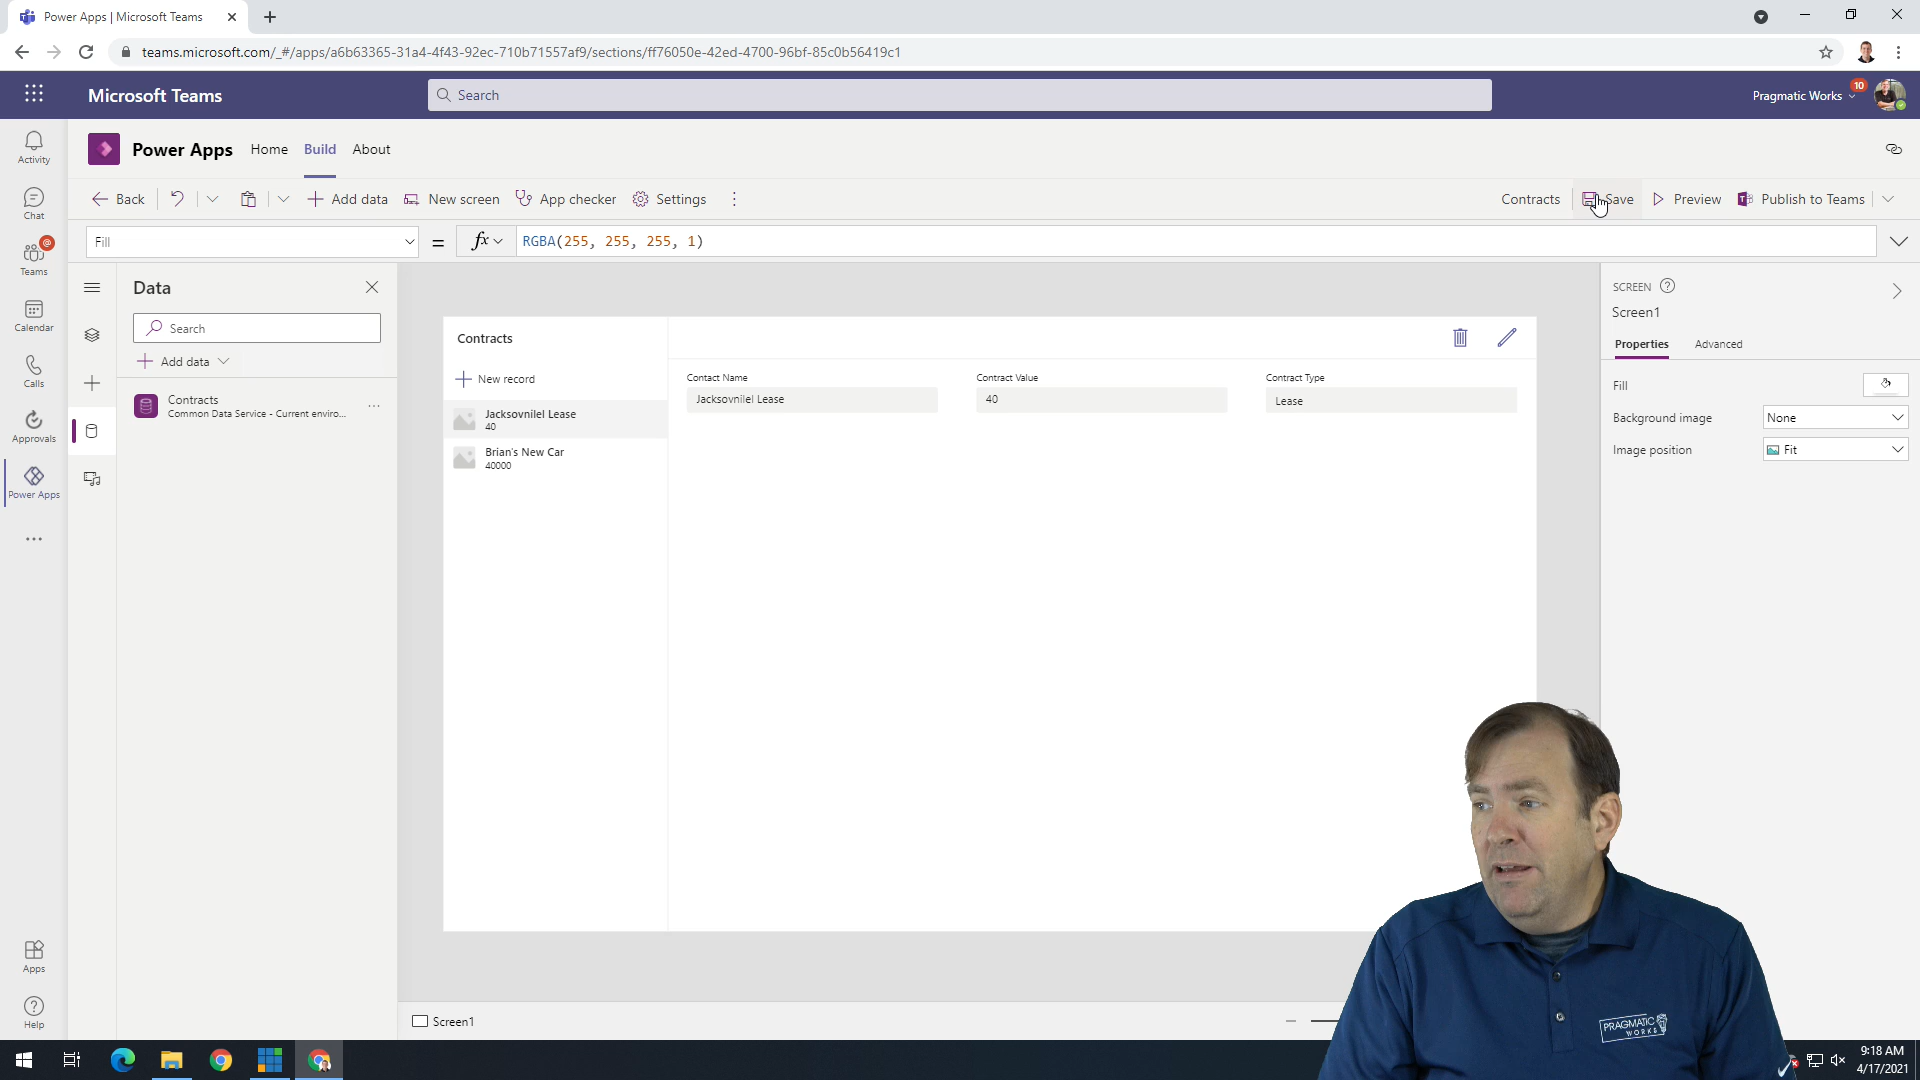 Power Apps | Microsoft Teams
teams.microsoft.com/_#/apps/a6b63365-31a4-4f43-92ec-710b71557af9/sections/ff76050e-42ed-4700-96bf-85c0b56419c1
Microsoft Teams
Search
Pragmatic Works
10
Power Apps
Home
Build
About
Back
Add data
New screen
App checker
Settings
Contracts
Save
Preview
Publish to Teams
Fill
=
fx
RGBA(255, 255, 255, 1)
Activity
Chat
Teams
Calendar
Calls
Approvals
Power Apps
Apps
Help
Data
Search
Add data
Contracts
Common Data Service - Current enviro...
Contracts
New record
Jacksovnilel Lease
40
Brian's New Car
40000
Contact Name
Jacksovnilel Lease
Contract Value
40
Contract Type
Lease
SCREEN
Screen1
Properties
Advanced
Fill
Background image
None
Image position
Fit
Screen1
PRAGMATIC
WORKS
9:18 AM
4/17/2021